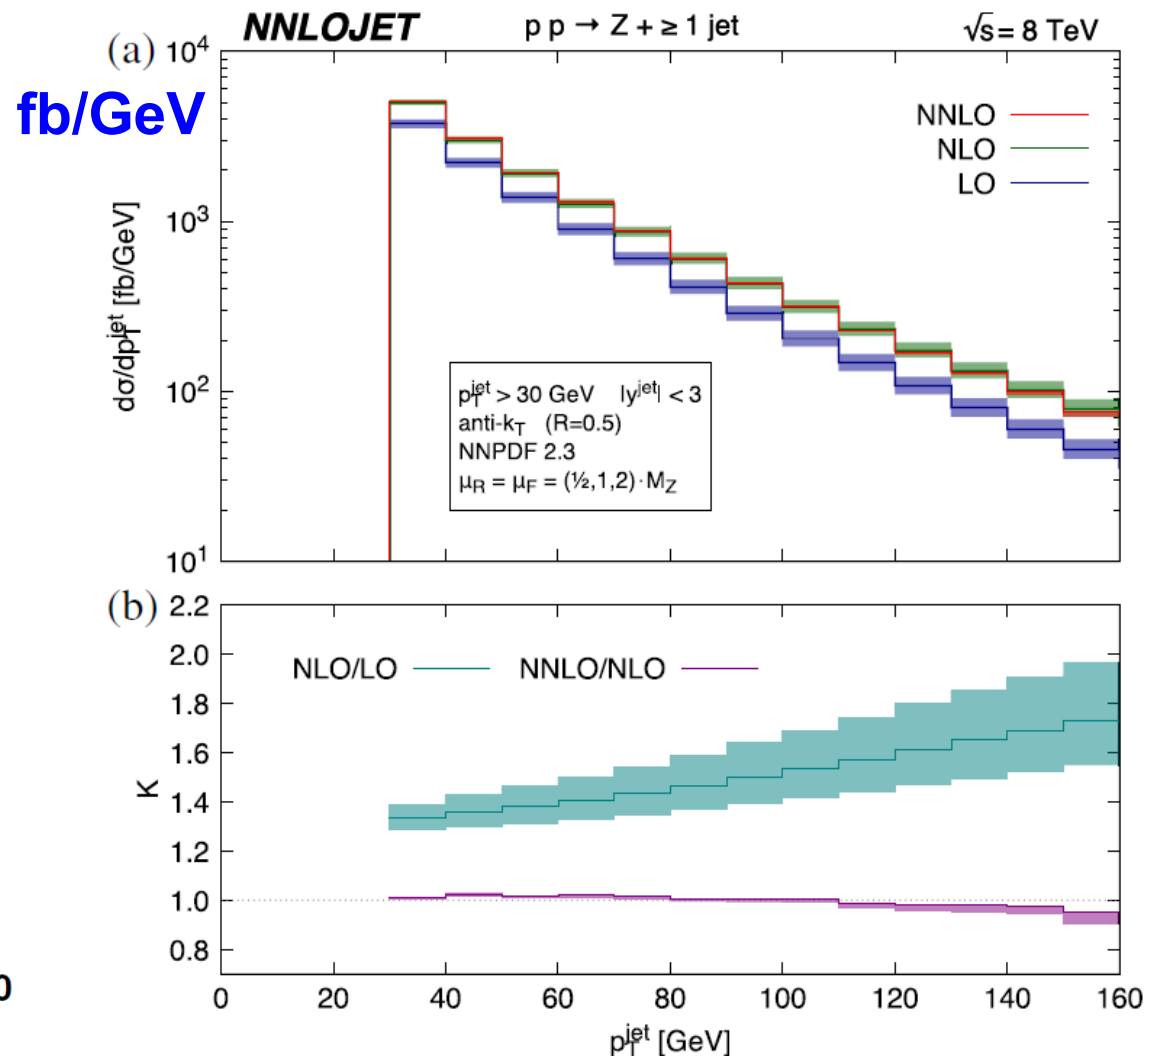 NNLOJET p p → Z + ≥ 1 jet √s = 8 TeV
(a)
fb/GeV
10⁴
10³
10²
10¹
dσ/dp_T^jet [fb/GeV]
NNLO
NLO
LO
p_T^jet > 30 GeV |y^jet| < 3
anti-k_T (R=0.5)
NNPDF 2.3
μ_R = μ_F = (½,1,2) · M_Z
(b)
2.2
2.0
1.8
1.6
1.4
1.2
1.0
0.8
K
NLO/LO NNLO/NLO
0
0 20 40 60 80 100 120 140 160
p_T^jet [GeV]